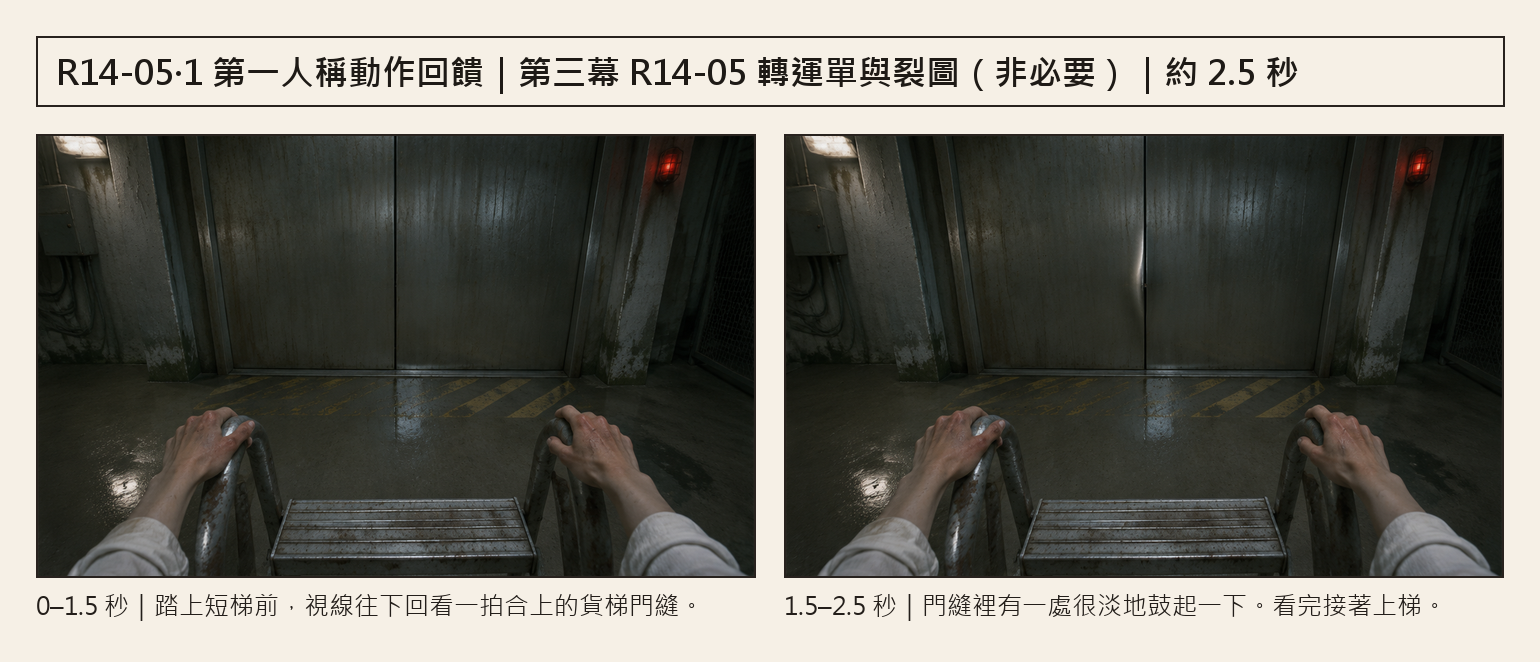 R14-05·1 第一人稱動作回饋｜第三幕 R14-05 轉運單與裂圖（非必要）｜約 2.5 秒
0–1.5 秒｜踏上短梯前，視線往下回看一拍合上的貨梯門縫。
1.5–2.5 秒｜門縫裡有一處很淡地鼓起一下。看完接著上梯。